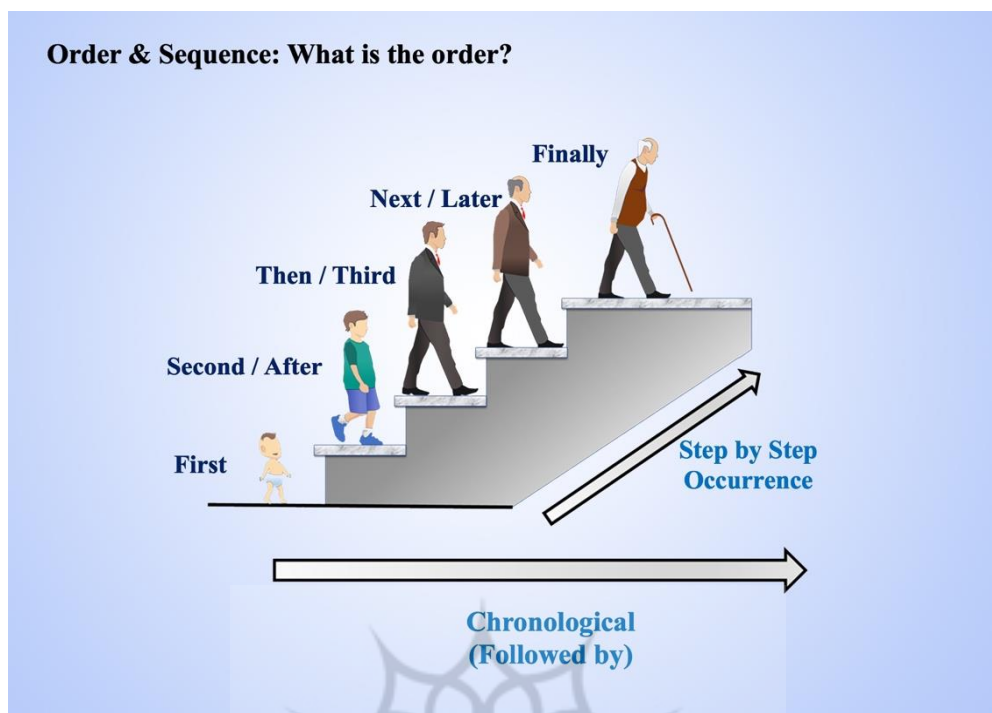 Order & Sequence: What is the order?
Finally
Next / Later
Then / Third
Second / After
First
Step by Step
Occurrence
Chronological
(Followed by)